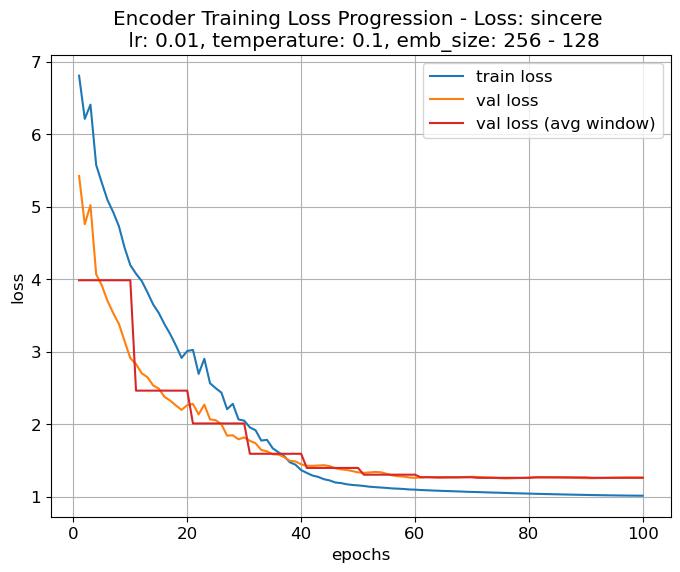 Encoder Training Loss Progression - Loss: sincere
lr: 0.01, temperature: 0.1, emb_size: 256 - 128
train loss
val loss
val loss (avg window)
7
6
5
4
3
2
1
loss
0 20 40 60 80 100
epochs